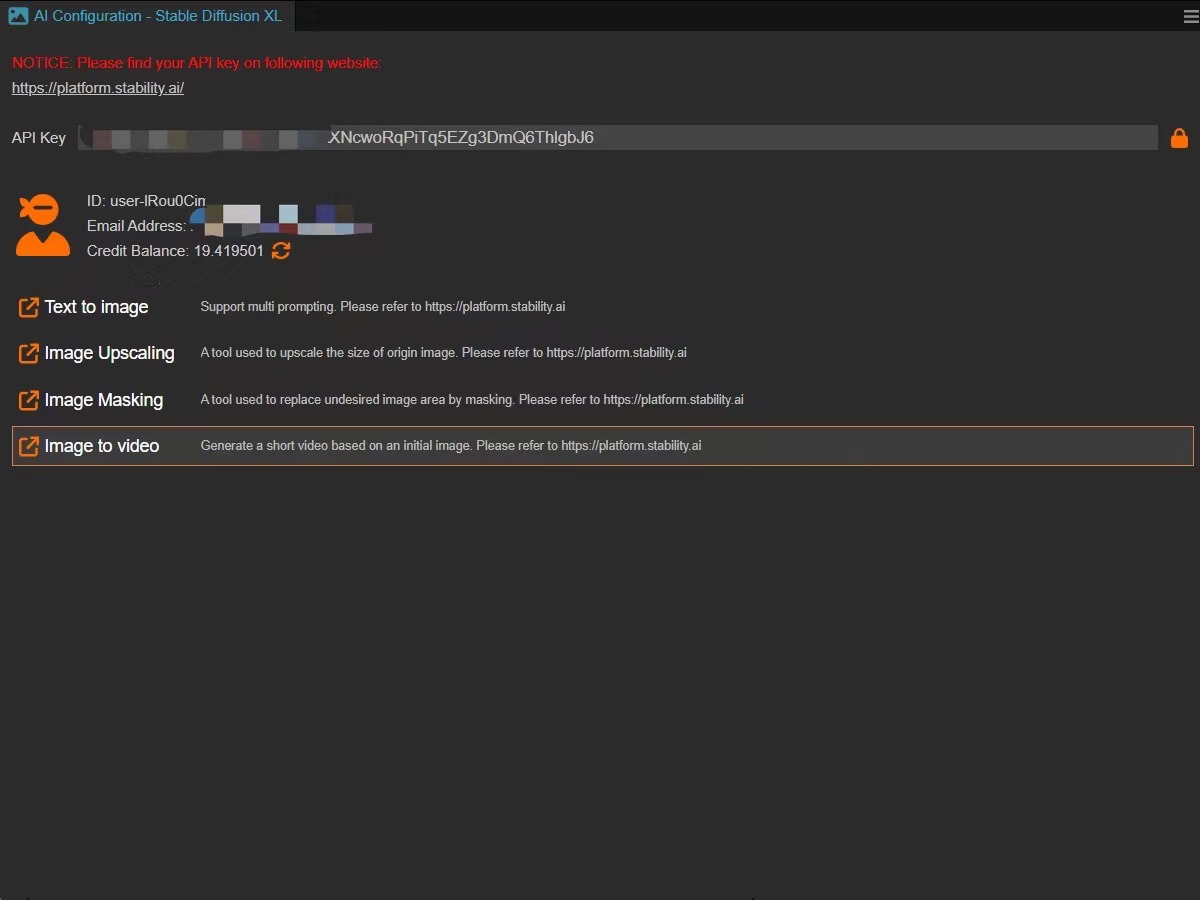 AI Configuration - Stable Diffusion XL
NOTICE: Please find your API key on following website:
https://platform.stability.ai/
API Key XNcwoRqPiTq5EZg3DmQ6ThlgbJ6
ID: user-lRou0Cin
Email Address:
Credit Balance: 19.419501
Text to image Support multi prompting. Please refer to https://platform.stability.ai
Image Upscaling A tool used to upscale the size of origin image. Please refer to https://platform.stability.ai
Image Masking A tool used to replace undesired image area by masking. Please refer to https://platform.stability.ai
Image to video Generate a short video based on an initial image. Please refer to https://platform.stability.ai